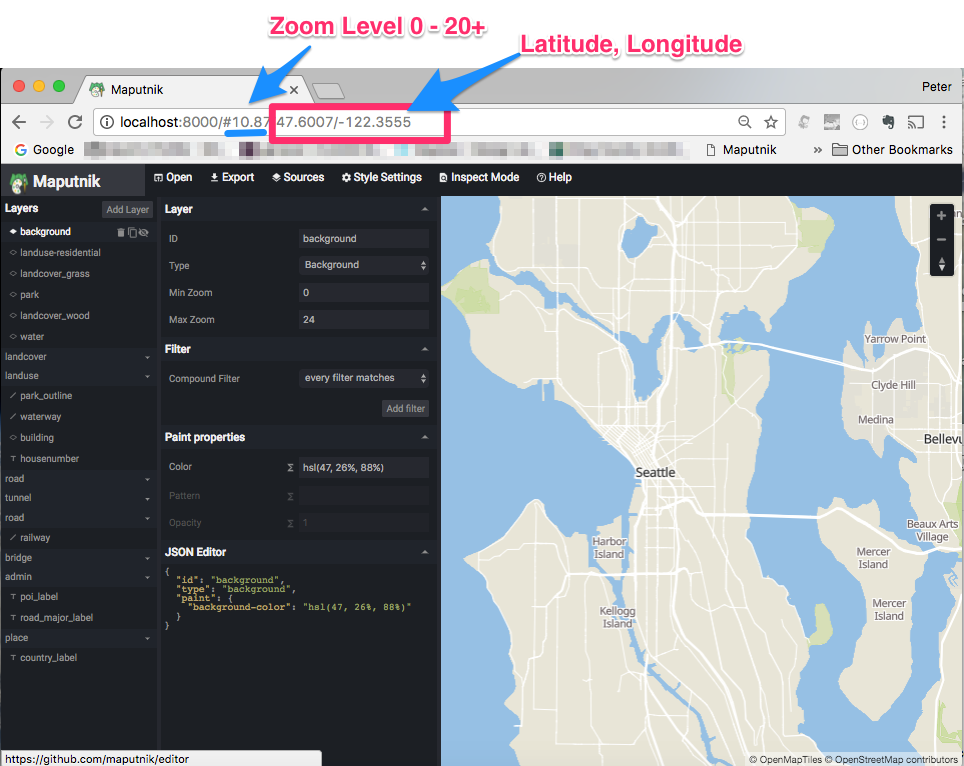 Zoom Level 0 - 20+
Latitude, Longitude
Maputnik
Peter
localhost:8000/#10.87/47.6007/-122.3555
Google
Maputnik
» Other Bookmarks
Maputnik
Open
Export
Sources
Style Settings
Inspect Mode
Help
Layers
Add Layer
background
landuse-residential
landcover_grass
park
landcover_wood
water
landcover
landuse
park_outline
waterway
building
housenumber
road
tunnel
road
railway
bridge
admin
poi_label
road_major_label
place
country_label
Layer
ID background
Type Background
Min Zoom 0
Max Zoom 24
Filter
Compound Filter every filter matches
Add filter
Paint properties
Color Σ hsl(47, 26%, 88%)
Pattern Σ
Opacity Σ 1
JSON Editor
{
"id": "background",
"type": "background",
"paint": {
"background-color": "hsl(47, 26%, 88%)"
}
}
Yarrow Point
Clyde Hill
Medina
Bellevu
Seattle
Beaux Arts
Village
Harbor
Island
Mercer
Island
Mercer
Island
Kellogg
Island
https://github.com/maputnik/editor
© OpenMapTiles © OpenStreetMap contributors